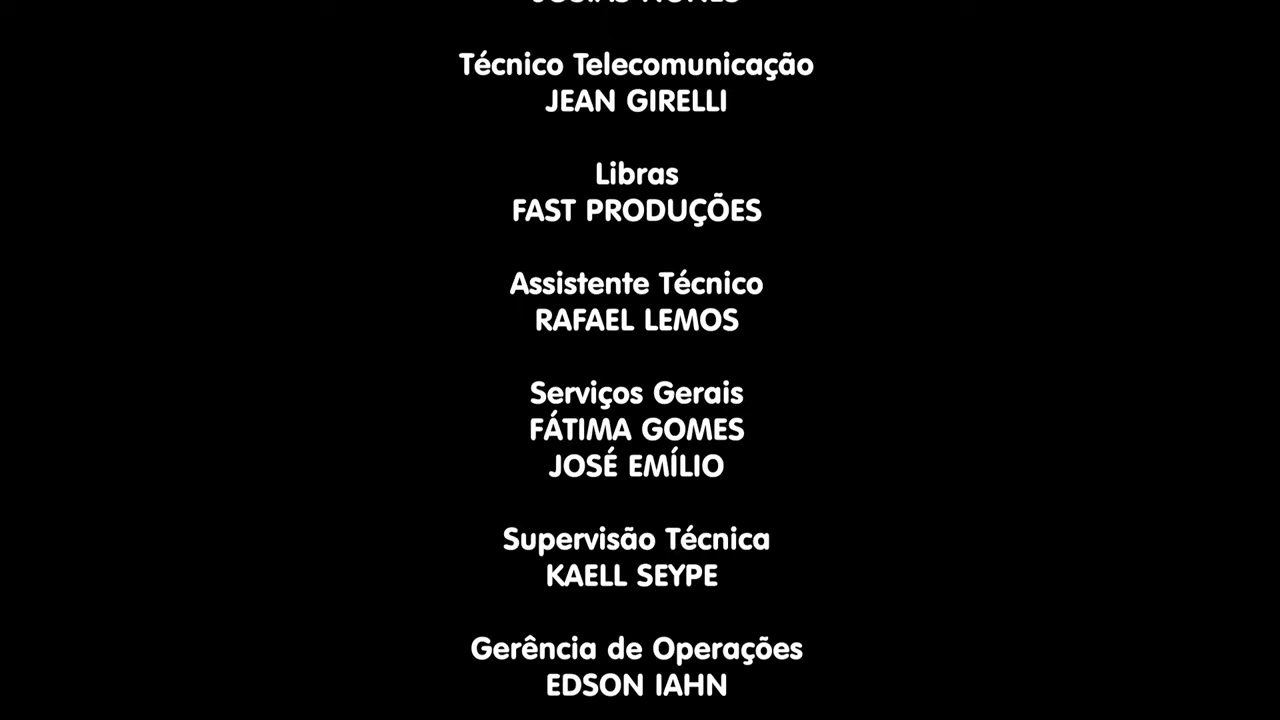 Técnico Telecomunicação
JEAN GIRELLI
Libras
FAST PRODUÇÕES
Assistente Técnico
RAFAEL LEMOS
Serviços Gerais
FÁTIMA GOMES
JOSÉ EMÍLIO
Supervisão Técnica
KAELL SEYPE
Gerência de Operações
EDSON IAHN